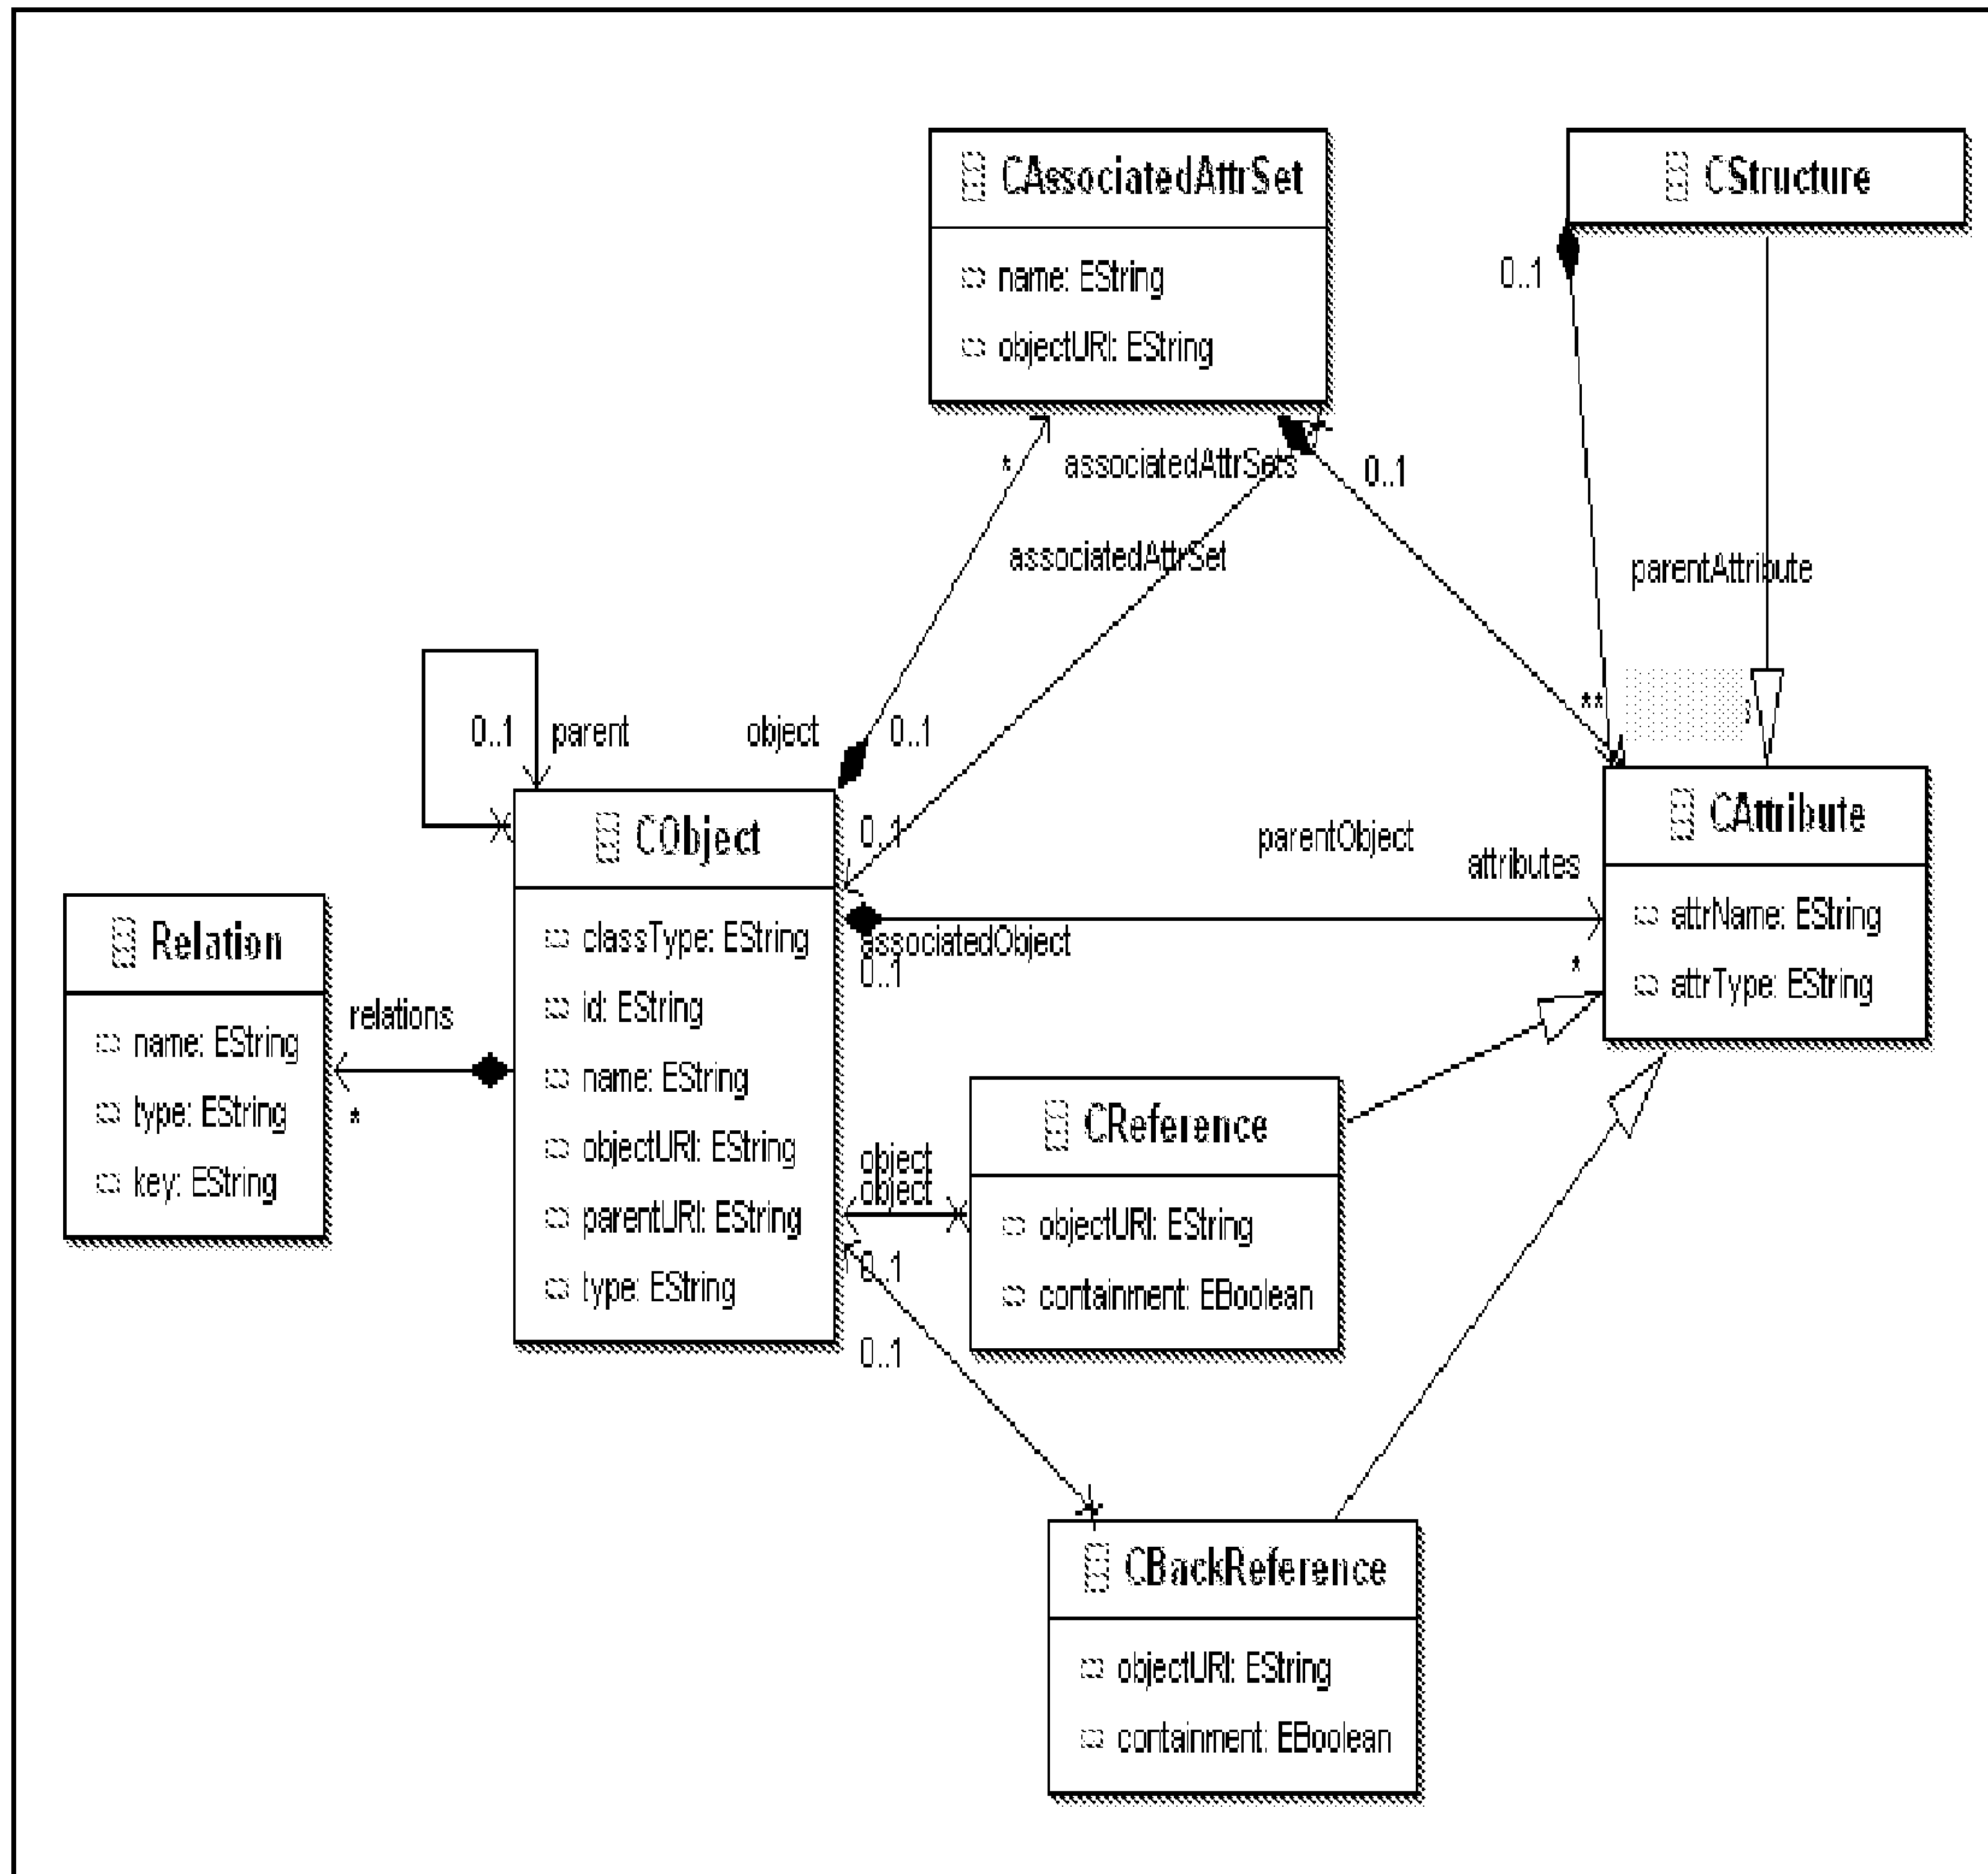 CAssociatedAttrSet
name: EString
objectURI: EString
CStructure
0..1
* associatedAttrSets 0..1
associatedAttrSet
parentAttribute
**
0..1 parent object 0..1
CObject
classType: EString
id: EString
name: EString
objectURI: EString
parentURI: EString
type: EString
0..1
parentObject
attributes
associatedObject
0..1
*
CAttribute
attrName: EString
attrType: EString
Relation
name: EString
type: EString
key: EString
relations
*
object
object
0..1
0..1
CReference
objectURI: EString
containment: EBoolean
CBackReference
objectURI: EString
containment: EBoolean